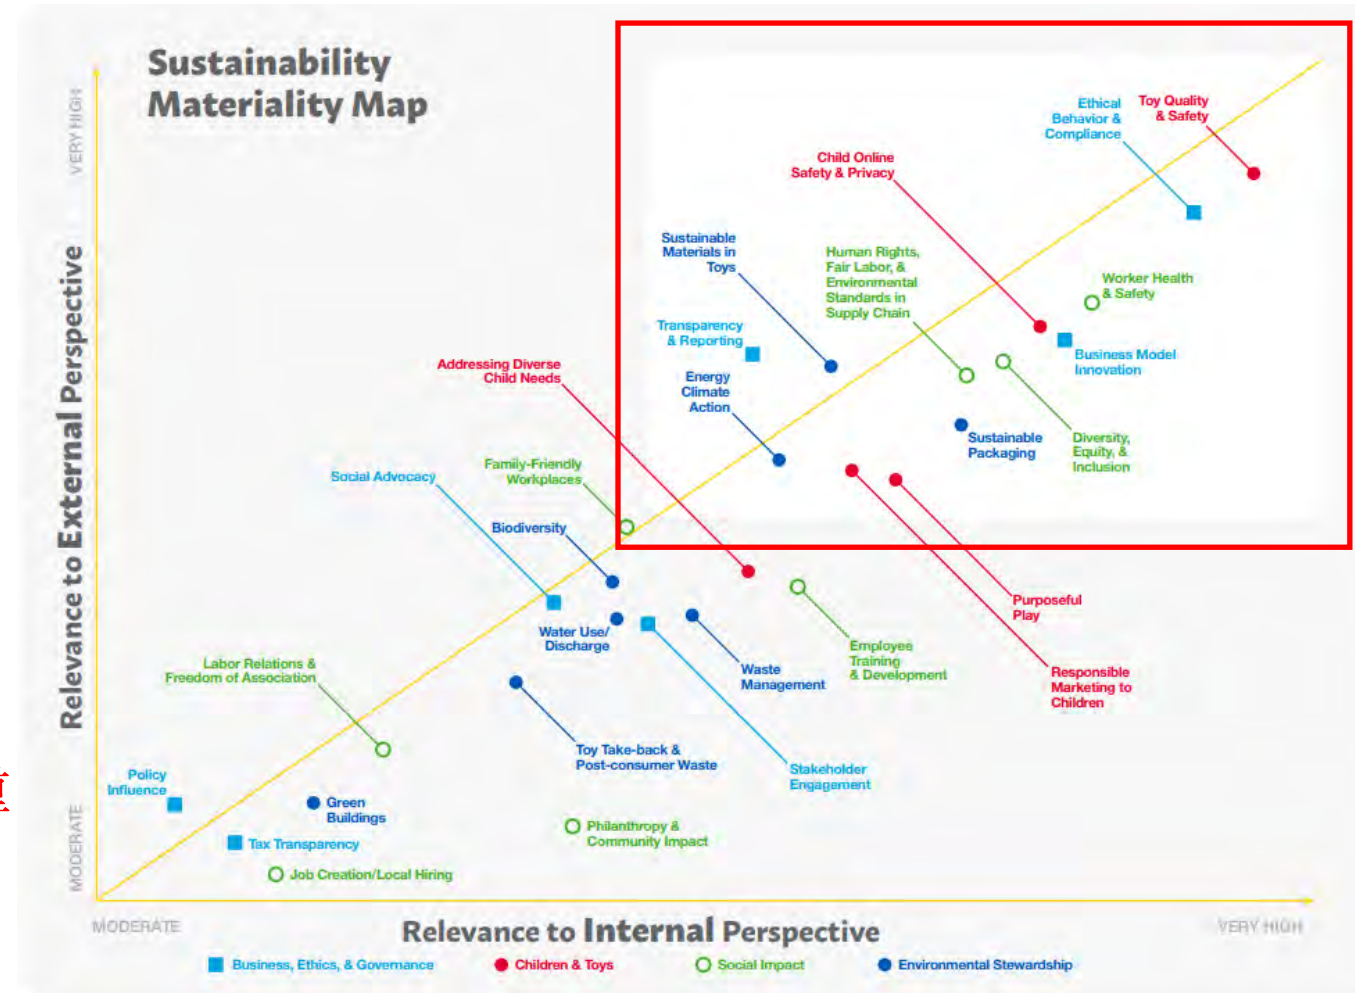 Sustainability
Materiality Map
VERY HIGH
Relevance to External Perspective
MODERATE
Ethical
Behavior &
Compliance
Toy Quality
& Safety
Child Online
Safety & Privacy
Sustainable
Materials in
Toys
Human Rights,
Fair Labor, &
Environmental
Standards in
Supply Chain
Worker Health
& Safety
Transparency
& Reporting
Business Model
Innovation
Addressing Diverse
Child Needs
Energy
Climate
Action
Sustainable
Packaging
Diversity,
Equity, &
Inclusion
Social Advocacy
Family-Friendly
Workplaces
Biodiversity
Purposeful
Play
Water Use/
Discharge
Employee
Training
& Development
Waste
Management
Responsible
Marketing to
Children
Labor Relations &
Freedom of Association
Toy Take-back &
Post-consumer Waste
Stakeholder
Engagement
Policy
Influence
Green
Buildings
Tax Transparency
Philanthropy &
Community Impact
Job Creation/Local Hiring
MODERATE
Relevance to Internal Perspective
VERY HIGH
Business, Ethics, & Governance
Children & Toys
Social Impact
Environmental Stewardship